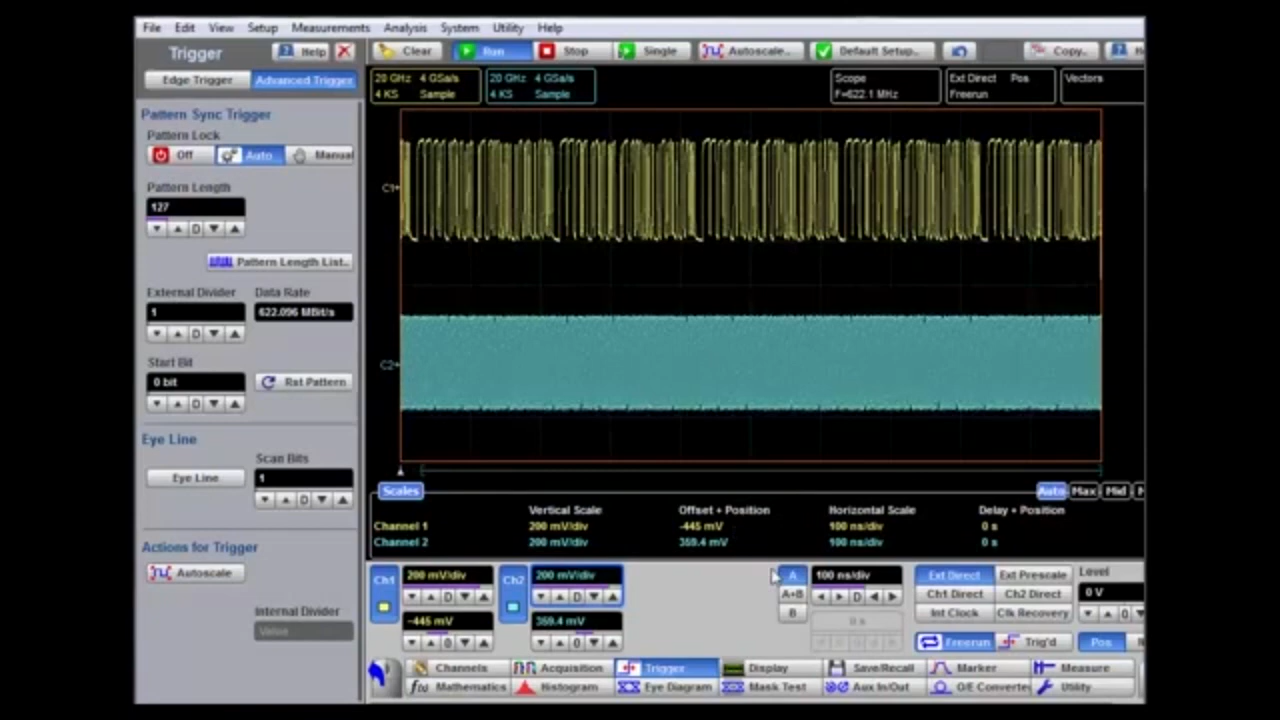 File Edit View Setup Measurements Analysis System Utility Help
Trigger Help
Clear Run Stop Single Autoscale.. Default Setup.. Copy..
Edge Trigger Advanced Trigger
20 GHz 4 GSa/s
4 KS Sample
20 GHz 4 GSa/s
4 KS Sample
Scope
F=622.1 MHz
Ext Direct Pos
Freerun
Vectors
Pattern Sync Trigger
Pattern Lock
Off Auto Manual
Pattern Length
127
D
Pattern Length List..
External Divider Data Rate
1 622.096 MBit/s
D
Start Bit
0 bit Rst Pattern
D
Eye Line
Scan Bits
Eye Line 1
D
Actions for Trigger
Autoscale
Internal Divider
Value
C1
C2
Scales Auto Max Mid
Vertical Scale Offset + Position Horizontal Scale Delay + Position
Channel 1 200 mV/div -445 mV 100 ns/div 0 s
Channel 2 200 mV/div 359.4 mV 100 ns/div 0 s
Ch1 200 mV/div Ch2 200 mV/div A 100 ns/div Ext Direct Ext Prescale Level
D D A+B D Ch1 Direct Ch2 Direct 0 V
-445 mV 359.4 mV B 0 s Int Clock Clk Recovery 0
0 0 Freerun Trig'd Pos
Channels Acquisition Trigger Display Save/Recall Marker Measure
f(x) Mathematics Histogram Eye Diagram Mask Test Aux In/Out O/E Converter Utility